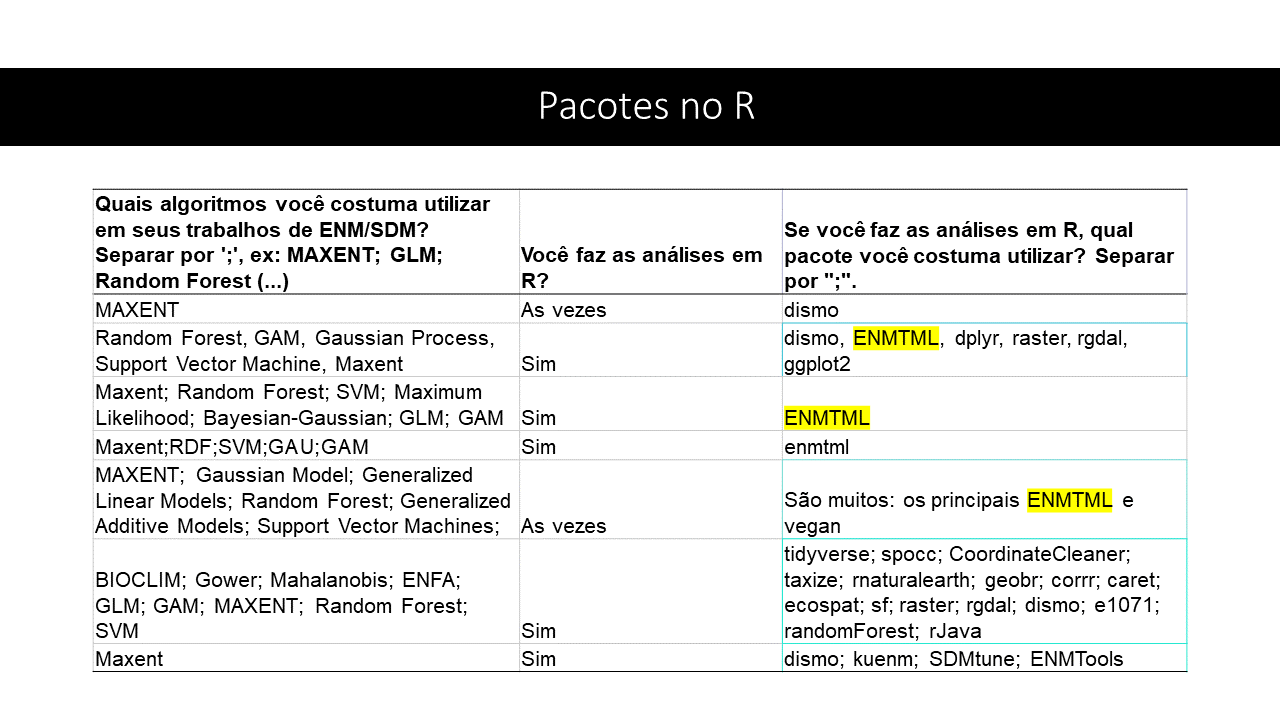 Pacotes no R
Quais algoritmos você costuma utilizar
em seus trabalhos de ENM/SDM?
Separar por ';', ex: MAXENT; GLM;
Random Forest (...)
Você faz as análises em
R?
Se você faz as análises em R, qual
pacote você costuma utilizar? Separar
por ";".
MAXENT
As vezes
dismo
Random Forest, GAM, Gaussian Process,
Support Vector Machine, Maxent
Sim
dismo, ENMTML, dplyr, raster, rgdal,
ggplot2
Maxent; Random Forest; SVM; Maximum
Likelihood; Bayesian-Gaussian; GLM; GAM
Sim
ENMTML
Maxent;RDF;SVM;GAU;GAM
Sim
enmtml
MAXENT; Gaussian Model; Generalized
Linear Models; Random Forest; Generalized
Additive Models; Support Vector Machines;
As vezes
São muitos: os principais ENMTML e
vegan
BIOCLIM; Gower; Mahalanobis; ENFA;
GLM; GAM; MAXENT; Random Forest;
SVM
Sim
tidyverse; spocc; CoordinateCleaner;
taxize; rnaturalearth; geobr; corrr; caret;
ecospat; sf; raster; rgdal; dismo; e1071;
randomForest; rJava
Maxent
Sim
dismo; kuenm; SDMtune; ENMTools